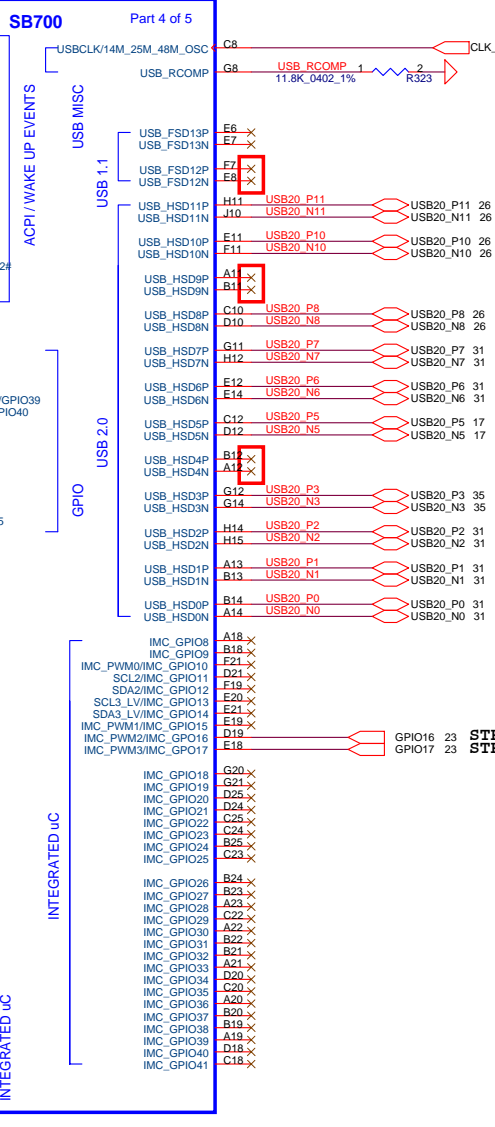 SB700
Part 4 of 5
ACPI / WAKE UP EVENTS
USB MISC
USBCLK/14M_25M_48M_OSC C8 CLK_
USB_RCOMP G8 USB_RCOMP 1 2
11.8K_0402_1% R323
USB 1.1
USB_FSD13P E6
USB_FSD13N E7
USB_FSD12P F7
USB_FSD12N E8
USB 2.0
USB_HSD11P H11 USB20_P11 USB20_P11 26
USB_HSD11N J10 USB20_N11 USB20_N11 26
USB_HSD10P E11 USB20_P10 USB20_P10 26
USB_HSD10N F11 USB20_N10 USB20_N10 26
2#
USB_HSD9P A11
USB_HSD9N B11
USB_HSD8P C10 USB20_P8 USB20_P8 26
USB_HSD8N D10 USB20_N8 USB20_N8 26
USB_HSD7P G11 USB20_P7 USB20_P7 31
USB_HSD7N H12 USB20_N7 USB20_N7 31
USB_HSD6P E12 USB20_P6 USB20_P6 31
USB_HSD6N E14 USB20_N6 USB20_N6 31
/GPIO39
PIO40
USB_HSD5P C12 USB20_P5 USB20_P5 17
USB_HSD5N D12 USB20_N5 USB20_N5 17
USB_HSD4P B12
USB_HSD4N A12
GPIO
USB_HSD3P G12 USB20_P3 USB20_P3 35
USB_HSD3N G14 USB20_N3 USB20_N3 35
5
USB_HSD2P H14 USB20_P2 USB20_P2 31
USB_HSD2N H15 USB20_N2 USB20_N2 31
USB_HSD1P A13 USB20_P1 USB20_P1 31
USB_HSD1N B13 USB20_N1 USB20_N1 31
USB_HSD0P B14 USB20_P0 USB20_P0 31
USB_HSD0N A14 USB20_N0 USB20_N0 31
IMC_GPIO8 A18
IMC_GPIO9 B18
IMC_PWM0/IMC_GPIO10 F21
SCL2/IMC_GPIO11 D21
SDA2/IMC_GPIO12 F19
SCL3_LV/IMC_GPIO13 E20
SDA3_LV/IMC_GPIO14 E21
IMC_PWM1/IMC_GPIO15 E19
IMC_PWM2/IMC_GPO16 D19 GPIO16 23
IMC_PWM3/IMC_GPO17 E18 GPIO17 23
IMC_GPIO18 G20
IMC_GPIO19 G21
IMC_GPIO20 D25
IMC_GPIO21 D24
IMC_GPIO22 C25
IMC_GPIO23 C24
IMC_GPIO24 B25
IMC_GPIO25 C23
INTEGRATED uC
IMC_GPIO26 B24
IMC_GPIO27 B23
IMC_GPIO28 A23
IMC_GPIO29 C22
IMC_GPIO30 A22
IMC_GPIO31 B22
IMC_GPIO32 B21
IMC_GPIO33 A21
IMC_GPIO34 D20
IMC_GPIO35 C20
IMC_GPIO36 A20
IMC_GPIO37 B20
IMC_GPIO38 B19
IMC_GPIO39 A19
IMC_GPIO40 D18
IMC_GPIO41 C18
INTEGRATED uC